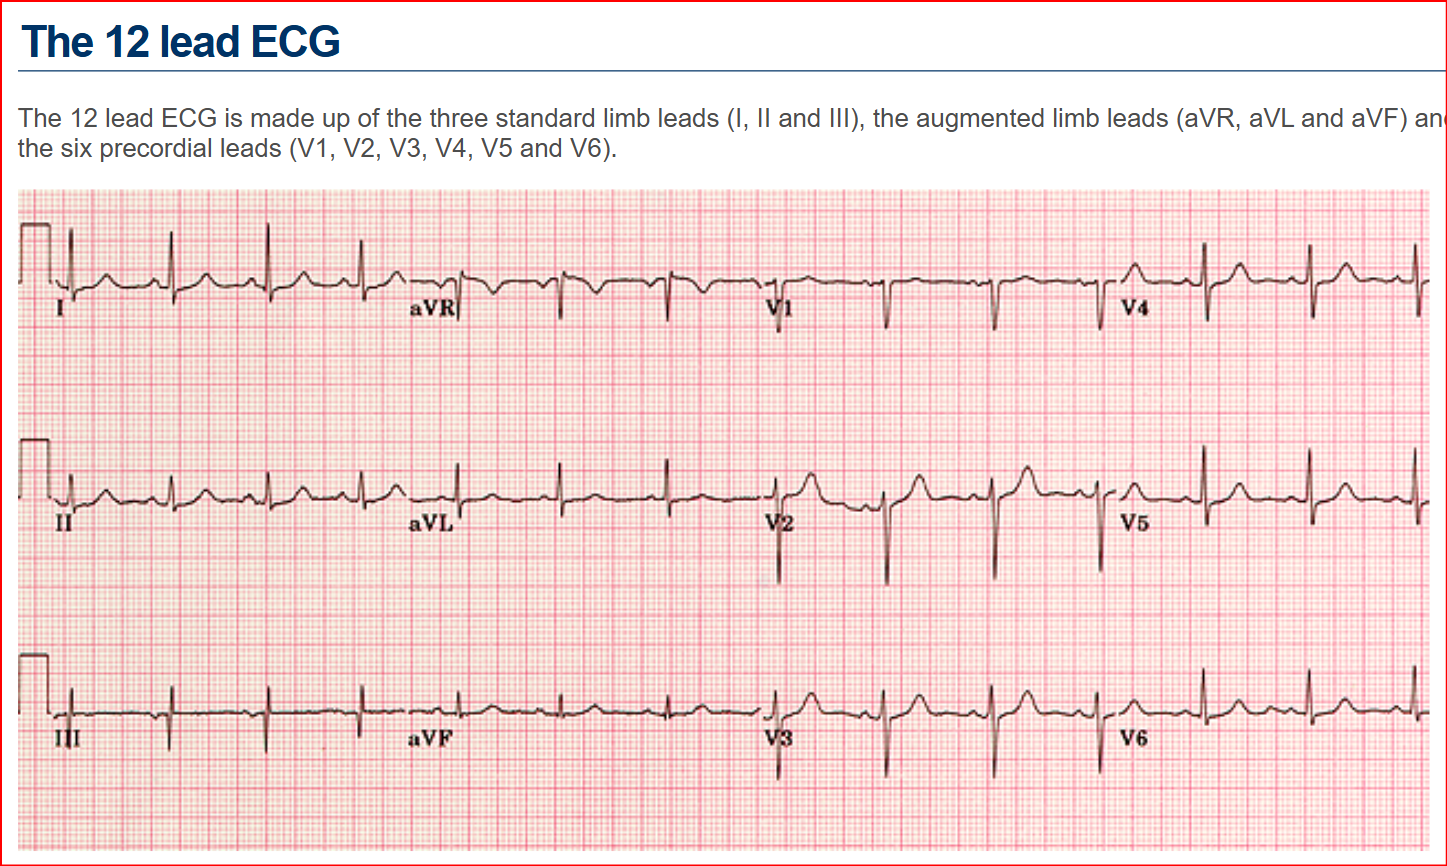 The 12 lead ECG
The 12 lead ECG is made up of the three standard limb leads (I, II and III), the augmented limb leads (aVR, aVL and aVF) an
the six precordial leads (V1, V2, V3, V4, V5 and V6).
I aVR V1 V4
II aVL V2 V5
III aVF V3 V6